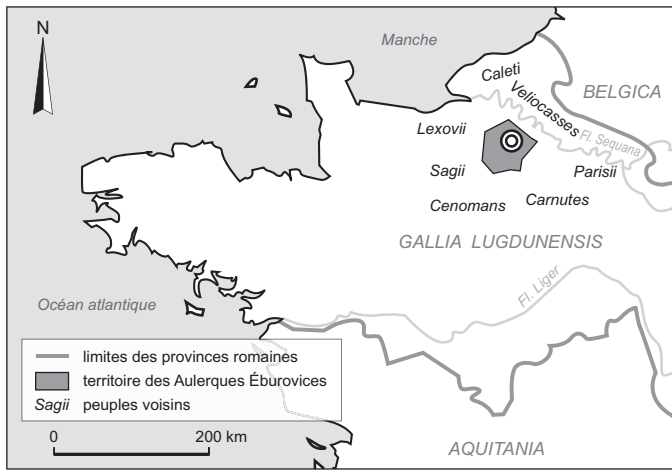 N
Manche
Caleti
BELGICA
Veliocasses
Lexovii
Fl. Sequana
Sagii
Parisii
Cenomans
Carnutes
GALLIA LUGDUNENSIS
Fl. Liger
Océan atlantique
limites des provinces romaines
territoire des Aulerques Éburovices
Sagii peuples voisins
0 200 km
AQUITANIA